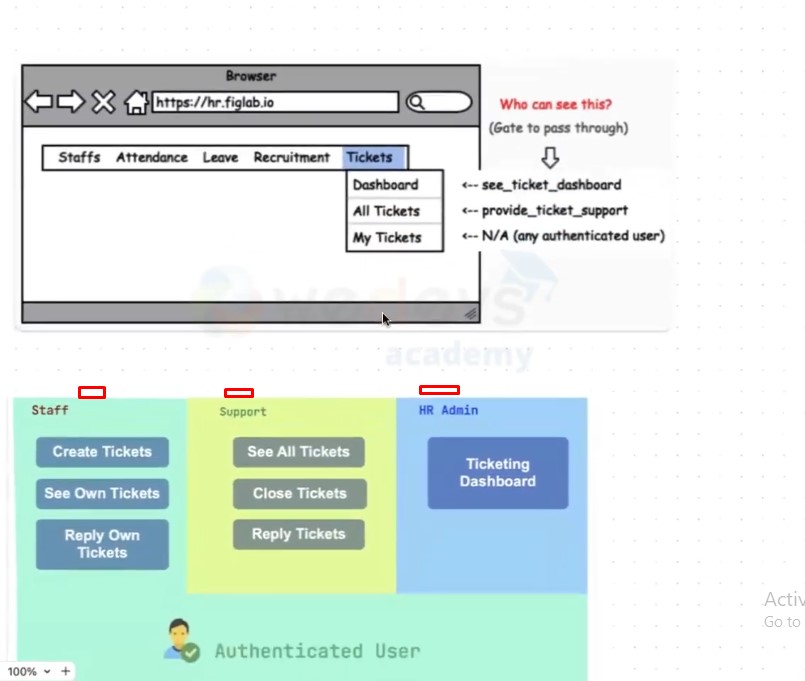 Browser
https://hr.figlab.io
Who can see this?
(Gate to pass through)
Staffs Attendance Leave Recruitment Tickets
Dashboard <-- see_ticket_dashboard
All Tickets <-- provide_ticket_support
My Tickets <-- N/A (any authenticated user)
wedevs
academy
Staff
Support
HR Admin
Create Tickets
See Own Tickets
Reply Own
Tickets
See All Tickets
Close Tickets
Reply Tickets
Ticketing
Dashboard
Authenticated User
Activ
Go to
100%